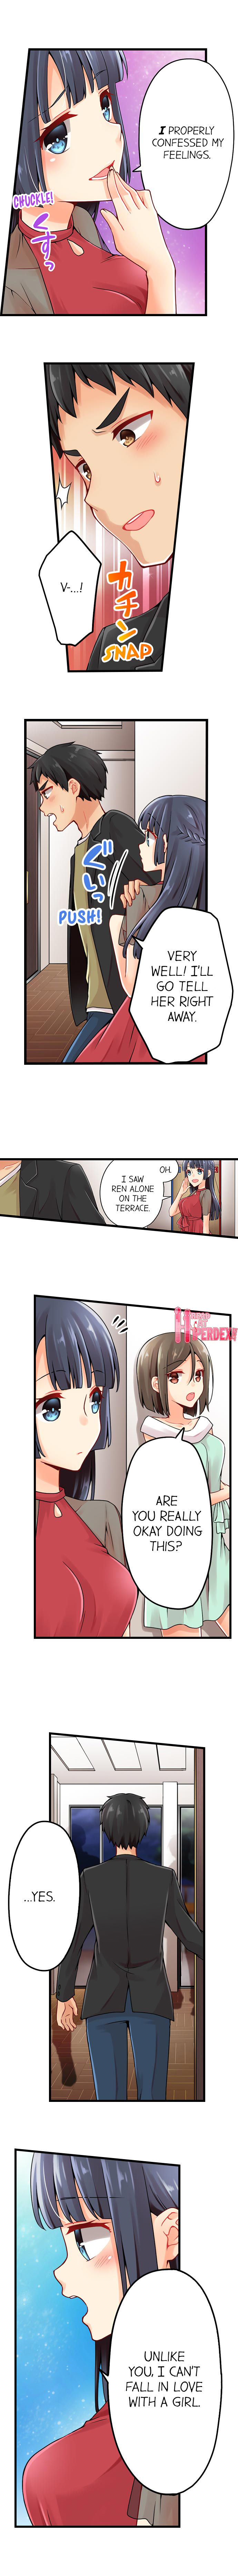 I PROPERLY
CONFESSED MY
FEELINGS.
CHUCKLE!
くすっ
V-...!
カチン
SNAP
ぐいっ
PUSH!
VERY
WELL! I'LL
GO TELL
HER RIGHT
AWAY.
OH.
I SAW
REN ALONE
ON THE
TERRACE.
ARE
YOU REALLY
OKAY DOING
THIS?
...YES.
UNLIKE
YOU, I CAN'T
FALL IN LOVE
WITH A GIRL.